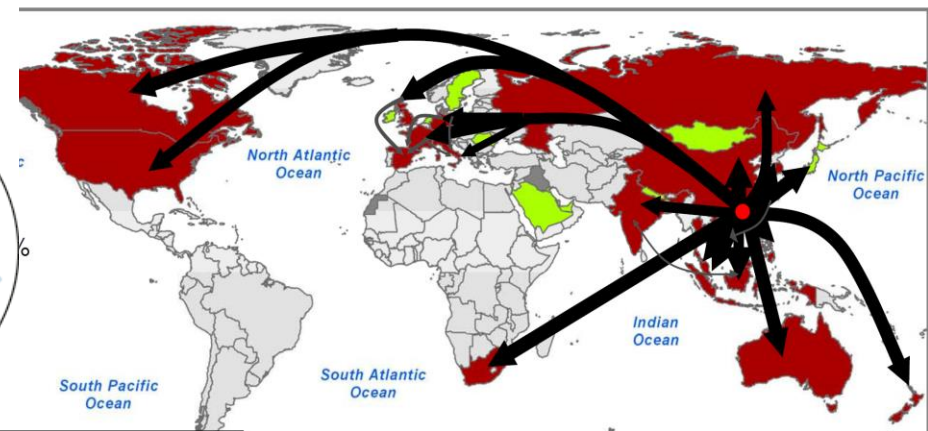 North Atlantic
Ocean
North Pacific
Ocean
c
%
Indian
Ocean
South Atlantic
Ocean
South Pacific
Ocean